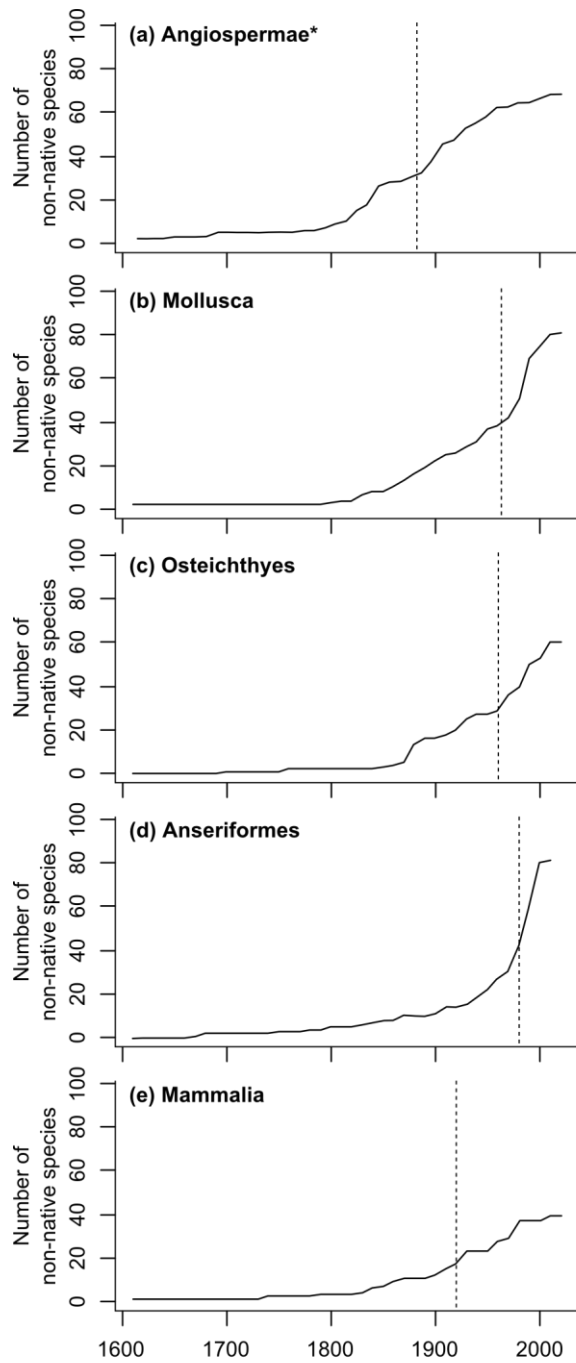 (a) Angiospermae*
Number of
non-native species
0 20 40 60 80 100
(b) Mollusca
Number of
non-native species
0 20 40 60 80 100
(c) Osteichthyes
Number of
non-native species
0 20 40 60 80 100
(d) Anseriformes
Number of
non-native species
0 20 40 60 80 100
(e) Mammalia
Number of
non-native species
0 20 40 60 80 100
1600 1700 1800 1900 2000